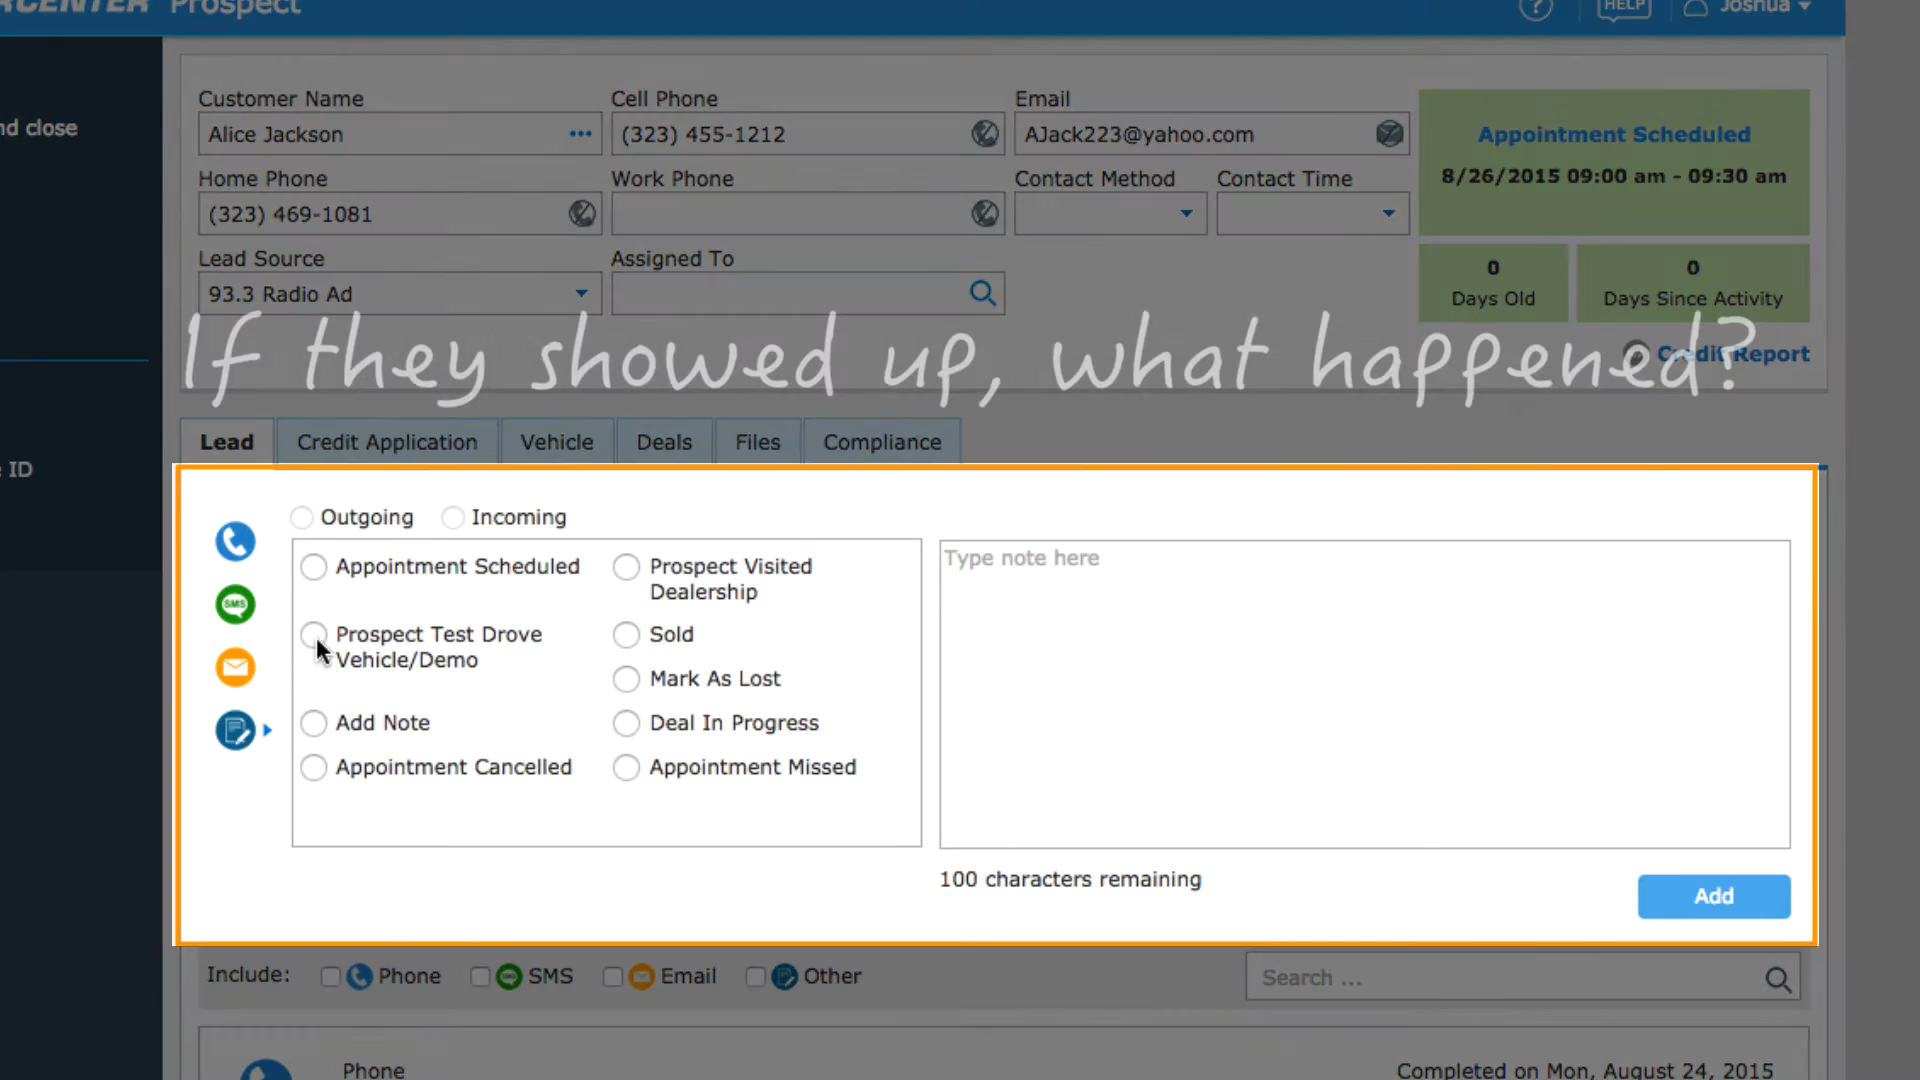 Prospect
HELP
Joshua
nd close
ID
Customer Name
Alice Jackson
Cell Phone
(323) 455-1212
Email
AJack223@yahoo.com
Appointment Scheduled
8/26/2015 09:00 am - 09:30 am
Home Phone
(323) 469-1081
Work Phone
Contact Method
Contact Time
Lead Source
93.3 Radio Ad
Assigned To
0
Days Old
0
Days Since Activity
Credit Report
If they showed up, what happened?
Lead
Credit Application
Vehicle
Deals
Files
Compliance
Outgoing
Incoming
SMS
Appointment Scheduled
Prospect Visited
Dealership
Prospect Test Drove
Vehicle/Demo
Sold
Mark As Lost
Add Note
Deal In Progress
Appointment Cancelled
Appointment Missed
Type note here
100 characters remaining
Add
Include:
Phone
SMS
Email
Other
Search ...
Phone
Completed on Mon, August 24, 2015